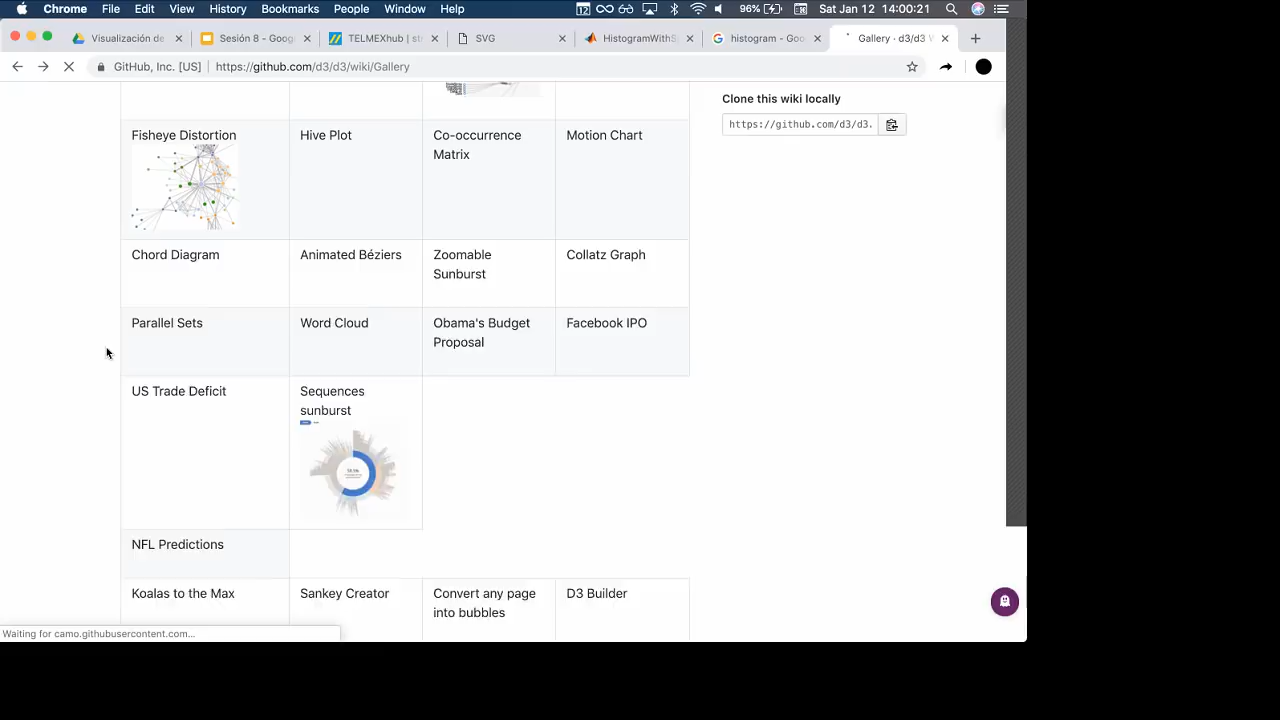 Chrome File Edit View History Bookmarks People Window Help 12 96% Sat Jan 12 14:00:21
Visualización de Sesión 8 - Goog TELMEXhub | st SVG HistogramWithS histogram - Goo Gallery · d3/d3 W
GitHub, Inc. [US] https://github.com/d3/d3/wiki/Gallery
Clone this wiki locally
https://github.com/d3/d3.
Fisheye Distortion Hive Plot Co-occurrence Motion Chart
Matrix
Chord Diagram Animated Béziers Zoomable Collatz Graph
Sunburst
Parallel Sets Word Cloud Obama's Budget Facebook IPO
Proposal
US Trade Deficit Sequences
sunburst
NFL Predictions
Koalas to the Max Sankey Creator Convert any page D3 Builder
into bubbles
Waiting for camo.githubusercontent.com...